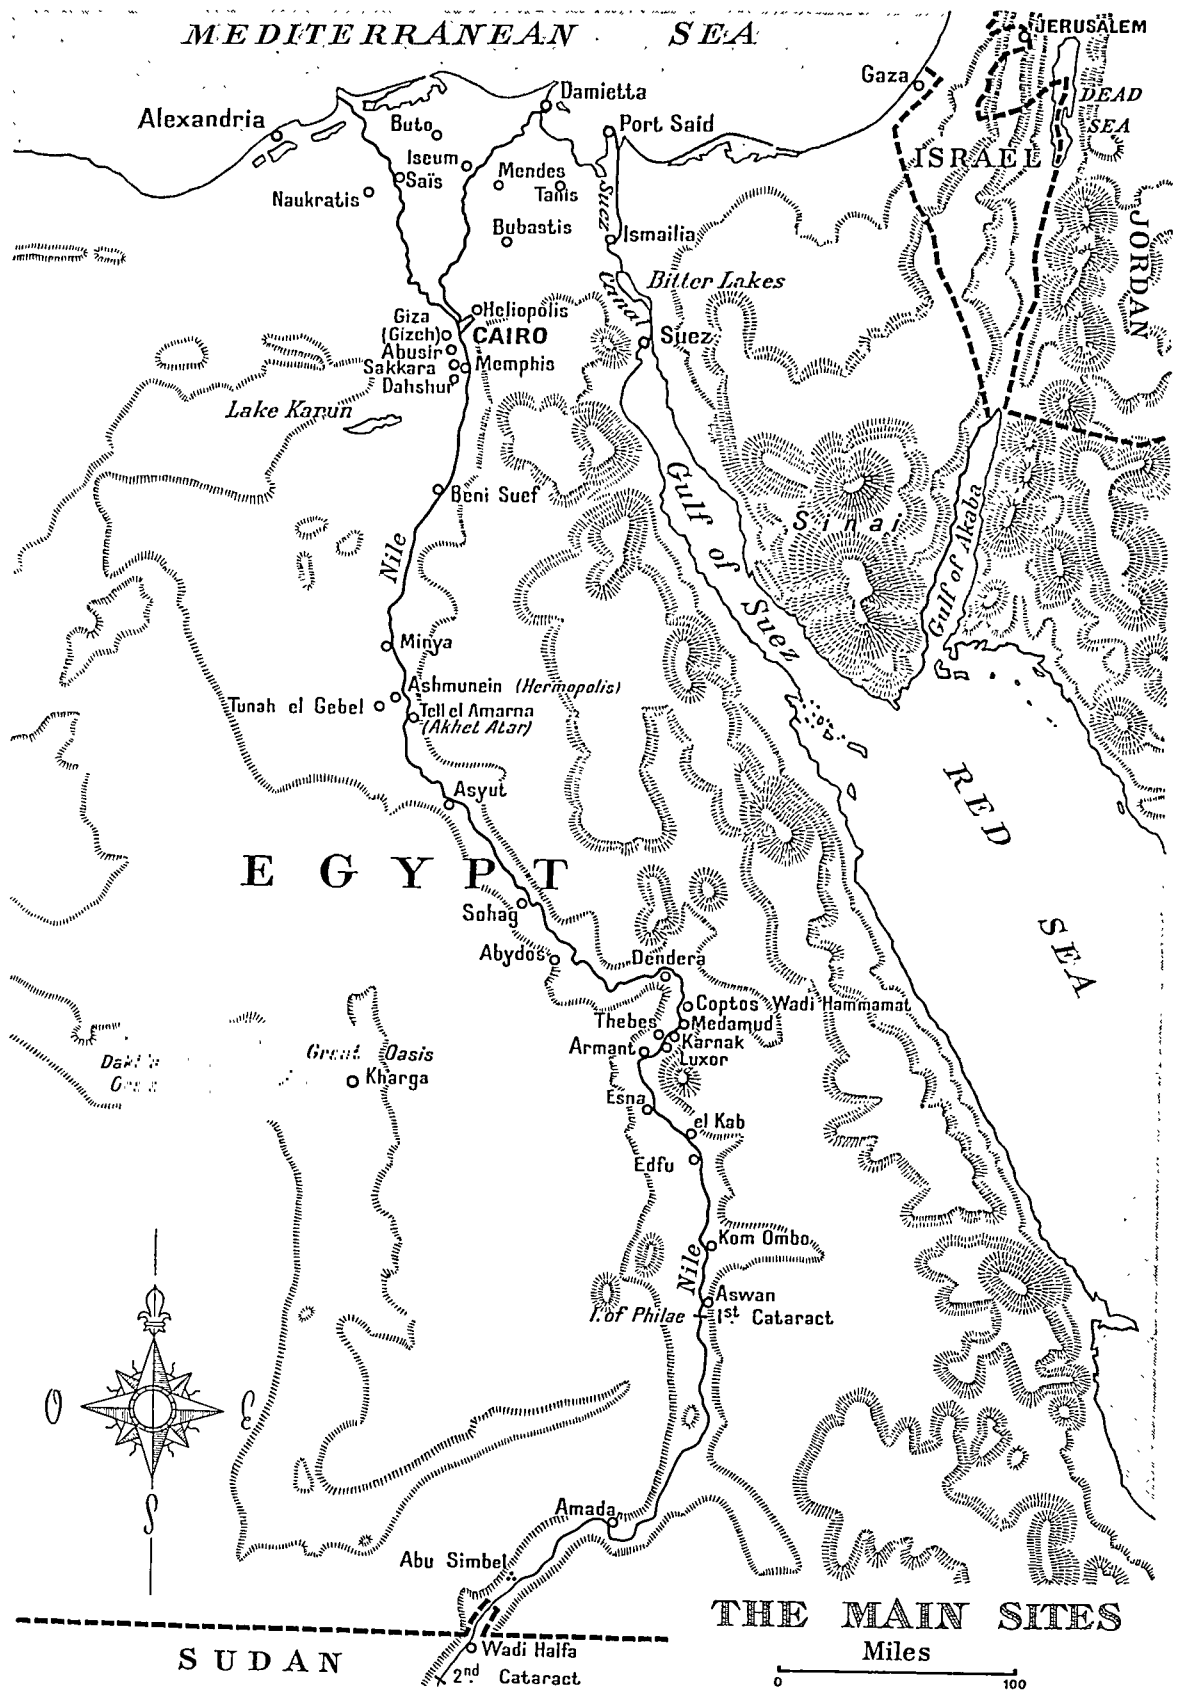 MEDITERRANEAN SEA
JERUSALEM
Gaza
DEAD
SEA
Damietta
Alexandria
Buto
Port Said
ISRAEL
Iseum
Saïs
Mendes
Tanis
Naukratis
Suez
Canal
Bubastis
Ismailia
JORDAN
Bitter Lakes
Heliopolis
Giza
(Gizeh)
CAIRO
Suez
Abusir
Sakkara
Memphis
Dahshur
Lake Karun
Beni Suef
Gulf of Suez
Sinai
Gulf of Akaba
Nile
Minya
Ashmunein (Hermopolis)
Tunah el Gebel
Tell el Amarna
(Akhet Atar)
RED SEA
Asyut
EGYPT
Sohag
Abydos
Dendera
Coptos
Wadi Hammamat
Thebes
Medamud
Karnak
Armant
Luxor
Great Oasis
Kharga
Esna
el Kab
Edfu
Kom Ombo
Nile
Aswan
I. of Philae
1st. Cataract
O
E
S
Amada
Abu Simbel
THE MAIN SITES
Miles
0 100
SUDAN
Wadi Halfa
2nd. Cataract